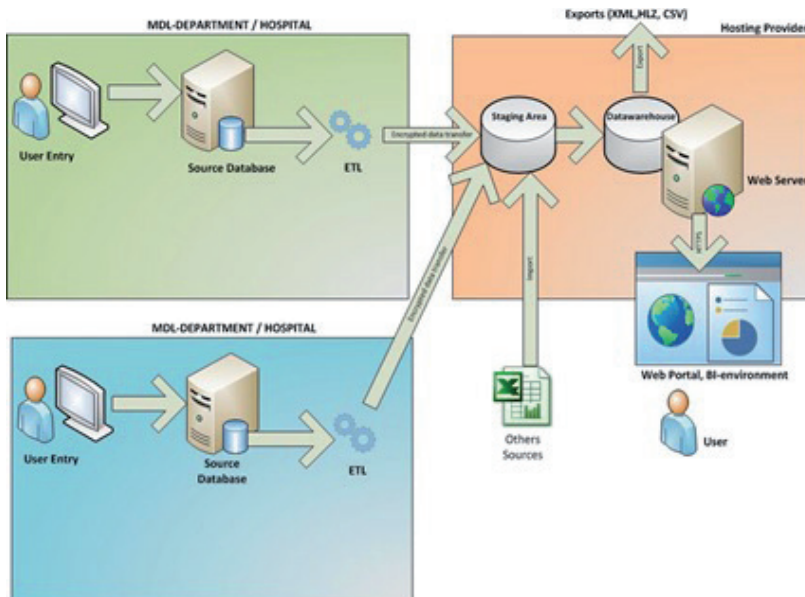 MDL-DEPARTMENT / HOSPITAL
User Entry
Source Database
ETL
Encrypted data transfer
Exports (XML,HLZ, CSV)
Hosting Provider
Export
Staging Area
Datawarehouse
Web Server
HTTPS
Import
Web Portal, BI-environment
User
Others
Sources
MDL-DEPARTMENT / HOSPITAL
User Entry
Source
Database
ETL
Encrypted data transfer